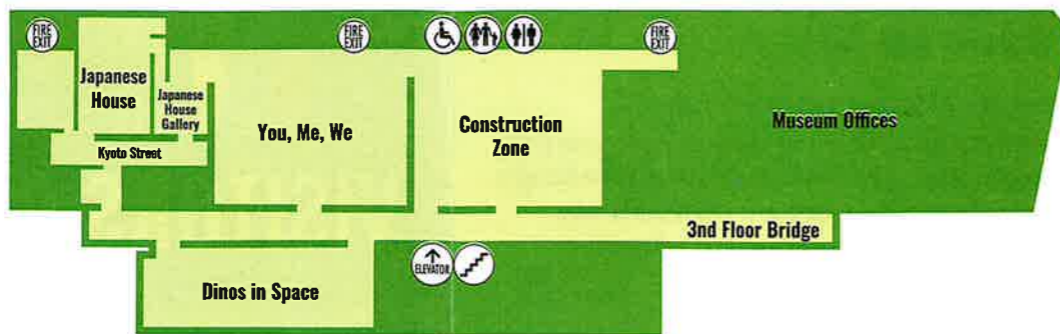 FIRE
EXIT
FIRE
EXIT
FIRE
EXIT
Japanese
House
Japanese
House
Gallery
You, Me, We
Construction
Zone
Museum Offices
Kyoto Street
3nd Floor Bridge
ELEVATOR
Dinos in Space